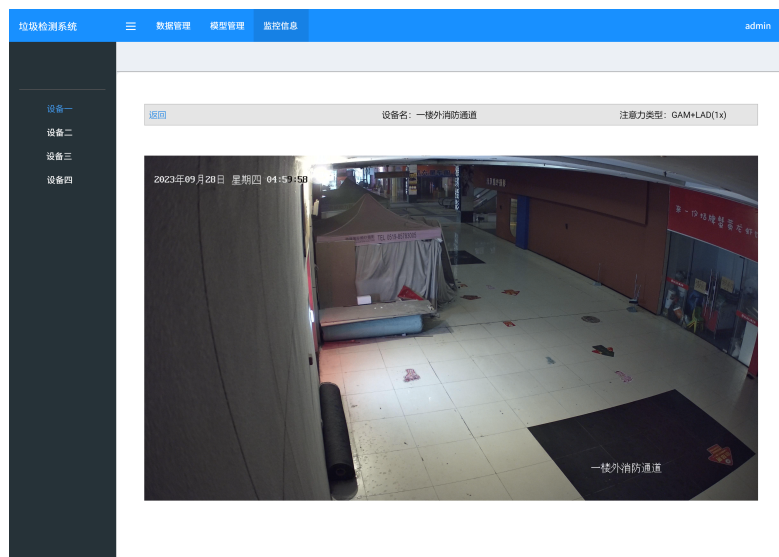 垃圾检测系统 数据管理 模型管理 监控信息 admin
设备一
设备二
设备三
设备四
返回 设备名：一楼外消防通道 注意力类型：GAM+LAD(1x)
2023年09月28日 星期四 04:59:58
一楼外消防通道